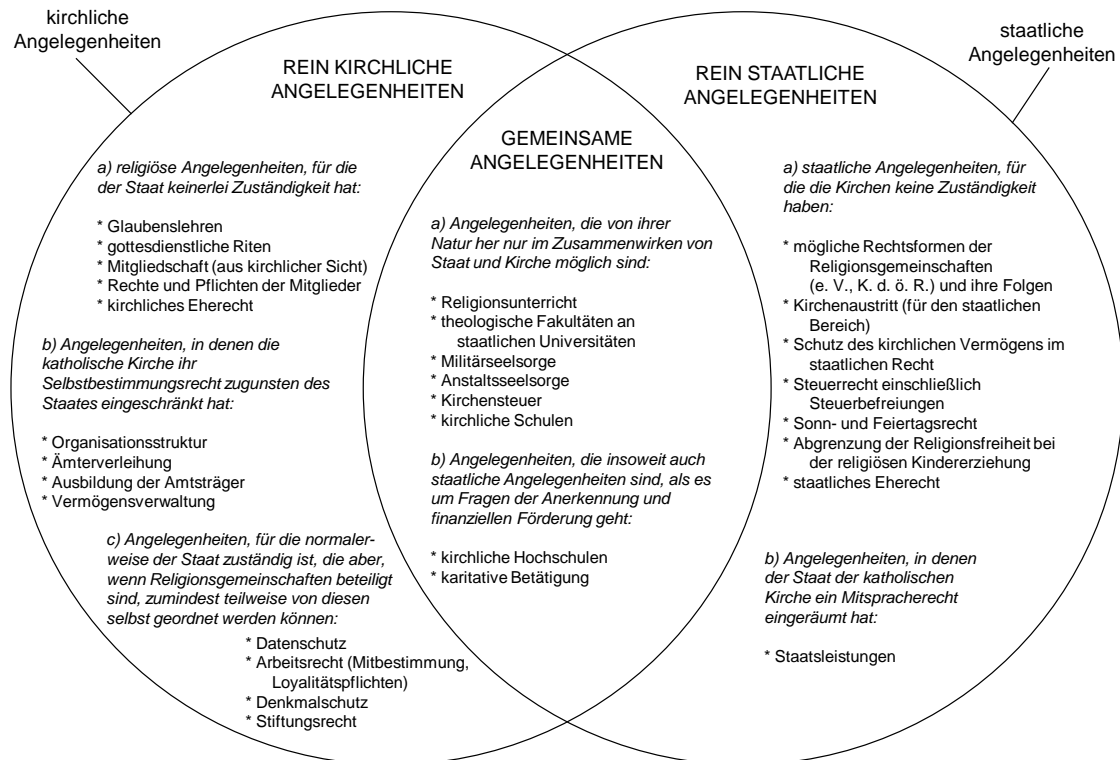 kirchliche
Angelegenheiten
staatliche
Angelegenheiten
REIN KIRCHLICHE
ANGELEGENHEITEN
a) religiöse Angelegenheiten, für die
der Staat keinerlei Zuständigkeit hat:
* Glaubenslehren
* gottesdienstliche Riten
* Mitgliedschaft (aus kirchlicher Sicht)
* Rechte und Pflichten der Mitglieder
* kirchliches Eherecht
b) Angelegenheiten, in denen die
katholische Kirche ihr
Selbstbestimmungsrecht zugunsten des
Staates eingeschränkt hat:
* Organisationsstruktur
* Ämterverleihung
* Ausbildung der Amtsträger
* Vermögensverwaltung
c) Angelegenheiten, für die normaler-
weise der Staat zuständig ist, die aber,
wenn Religionsgemeinschaften beteiligt
sind, zumindest teilweise von diesen
selbst geordnet werden können:
* Datenschutz
* Arbeitsrecht (Mitbestimmung,
Loyalitätspflichten)
* Denkmalschutz
* Stiftungsrecht
GEMEINSAME
ANGELEGENHEITEN
a) Angelegenheiten, die von ihrer
Natur her nur im Zusammenwirken von
Staat und Kirche möglich sind:
* Religionsunterricht
* theologische Fakultäten an
staatlichen Universitäten
* Militärseelsorge
* Anstaltsseelsorge
* Kirchensteuer
* kirchliche Schulen
b) Angelegenheiten, die insoweit auch
staatliche Angelegenheiten sind, als es
um Fragen der Anerkennung und
finanziellen Förderung geht:
* kirchliche Hochschulen
* karitative Betätigung
REIN STAATLICHE
ANGELEGENHEITEN
a) staatliche Angelegenheiten, für
die die Kirchen keine Zuständigkeit
haben:
* mögliche Rechtsformen der
Religionsgemeinschaften
(e. V., K. d. ö. R.) und ihre Folgen
* Kirchenaustritt (für den staatlichen
Bereich)
* Schutz des kirchlichen Vermögens im
staatlichen Recht
* Steuerrecht einschließlich
Steuerbefreiungen
* Sonn- und Feiertagsrecht
* Abgrenzung der Religionsfreiheit bei
der religiösen Kindererziehung
* staatliches Eherecht
b) Angelegenheiten, in denen
der Staat der katholischen
Kirche ein Mitspracherecht
eingeräumt hat:
* Staatsleistungen